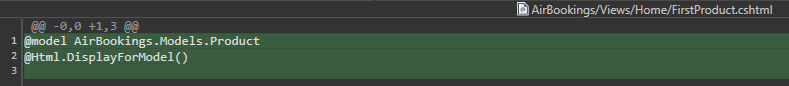 AirBookings/Views/Home/FirstProduct.cshtml
@@ -0,0 +1,3 @@
1 @model AirBookings.Models.Product
2 @Html.DisplayForModel()
3